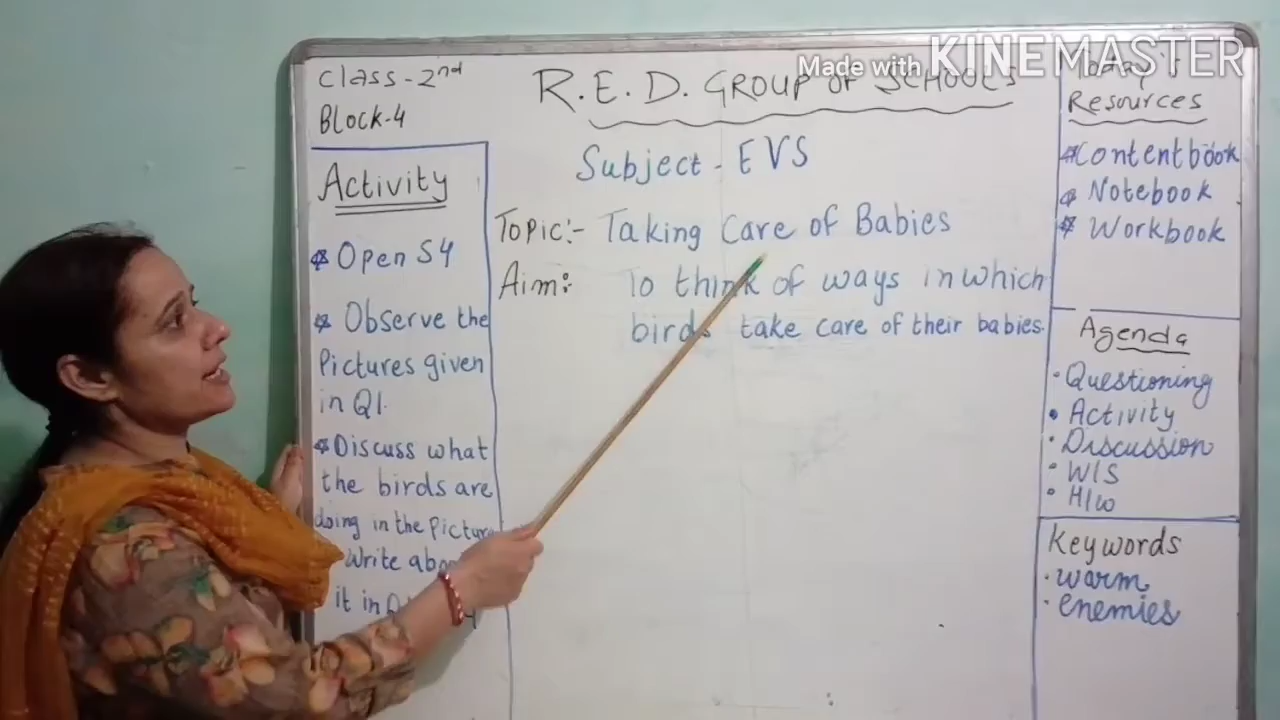 Made with KINEMASTER
Class-2nd
Block-4
R.E.D. GROUP OF SCHOOLS
Subject - EVS
Topic:- Taking Care of Babies
Aim:
To think of ways in which
birds take care of their babies.
Activity
Open S4
Observe the
Pictures given
in Q1.
Discuss what
the birds are
doing in the Picture
Write
it in
Today's
Resources
Contentbook
Notebook
Workbook
Agenda
Questioning
Activity
Discussion
W/S
H/w
Keywords
warm
enemies